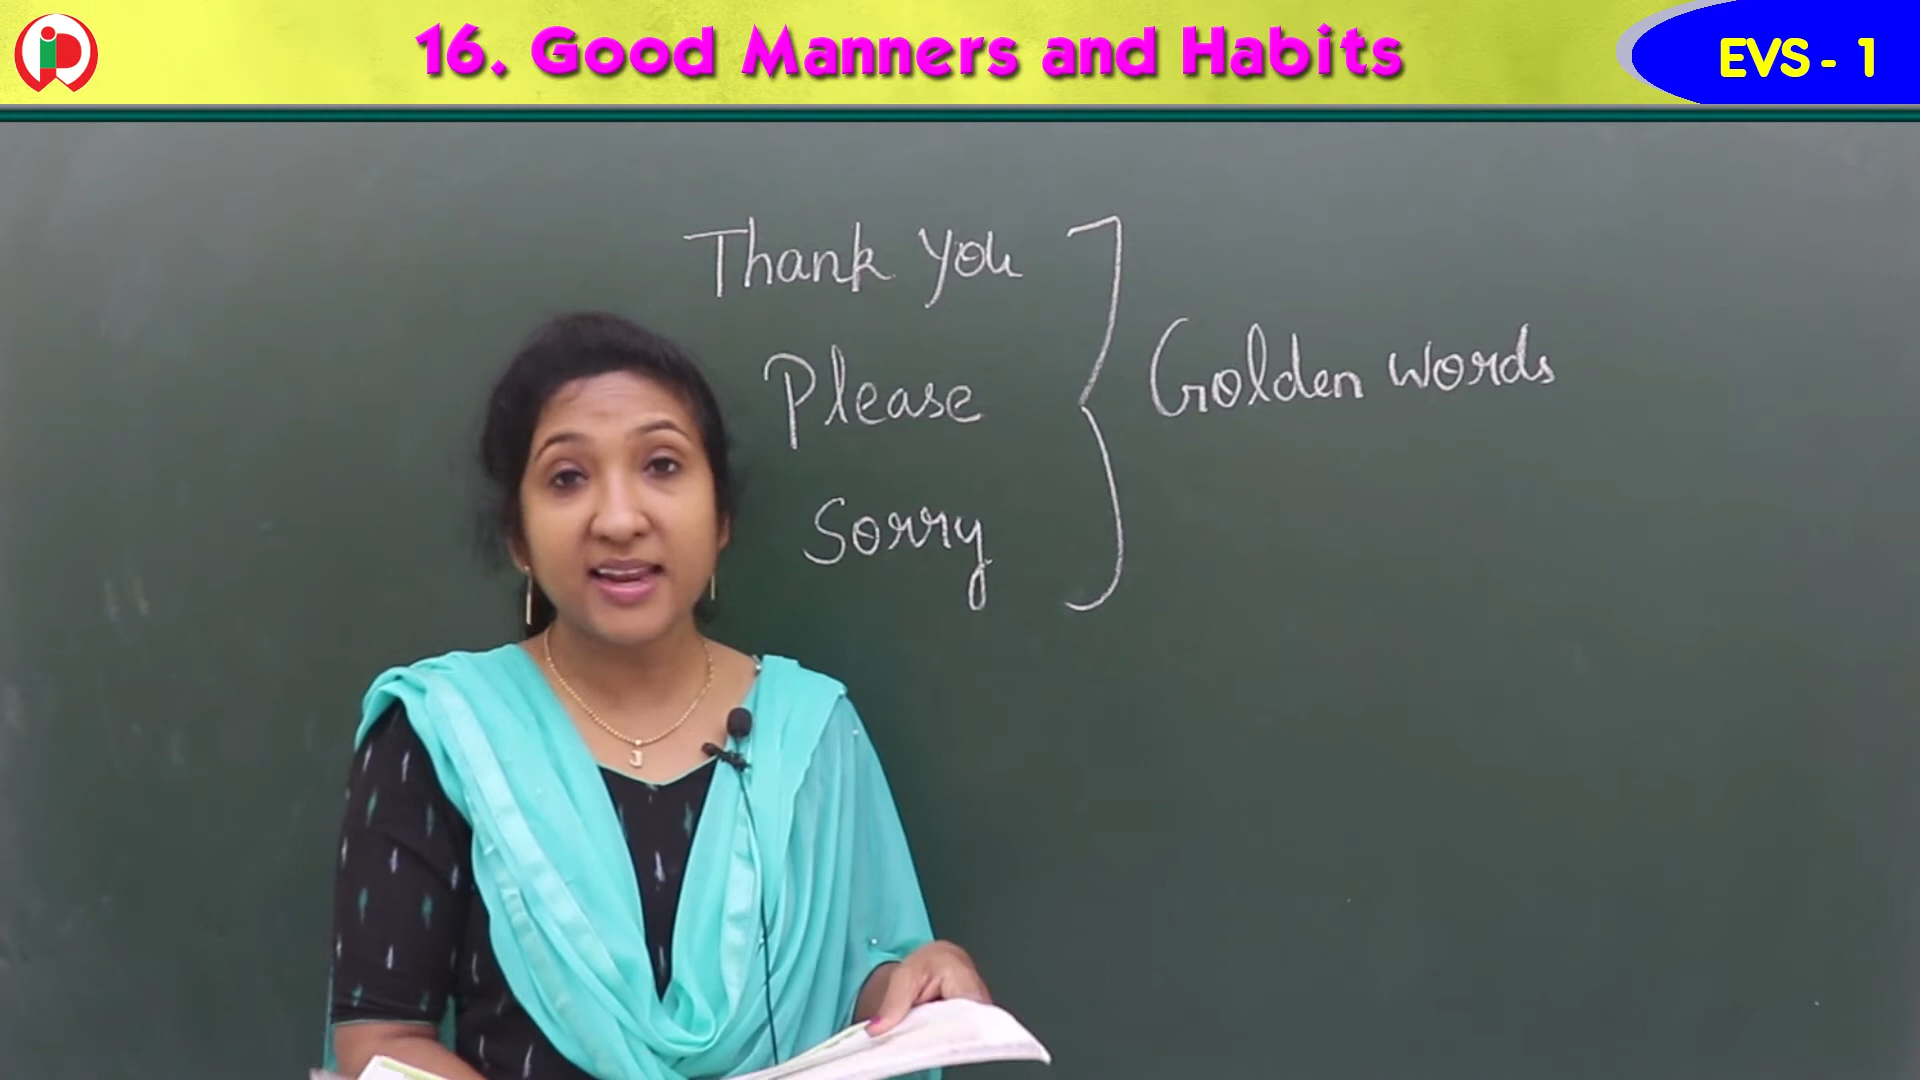 16. Good Manners and Habits
EVS - 1
Thank you
Please
Sorry
Golden words
J